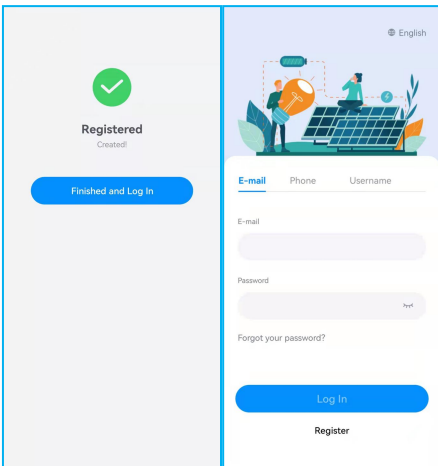 Registered
Created!
Finished and Log In
English
E-mail Phone Username
E-mail
Password
Forgot your password?
Log In
Register